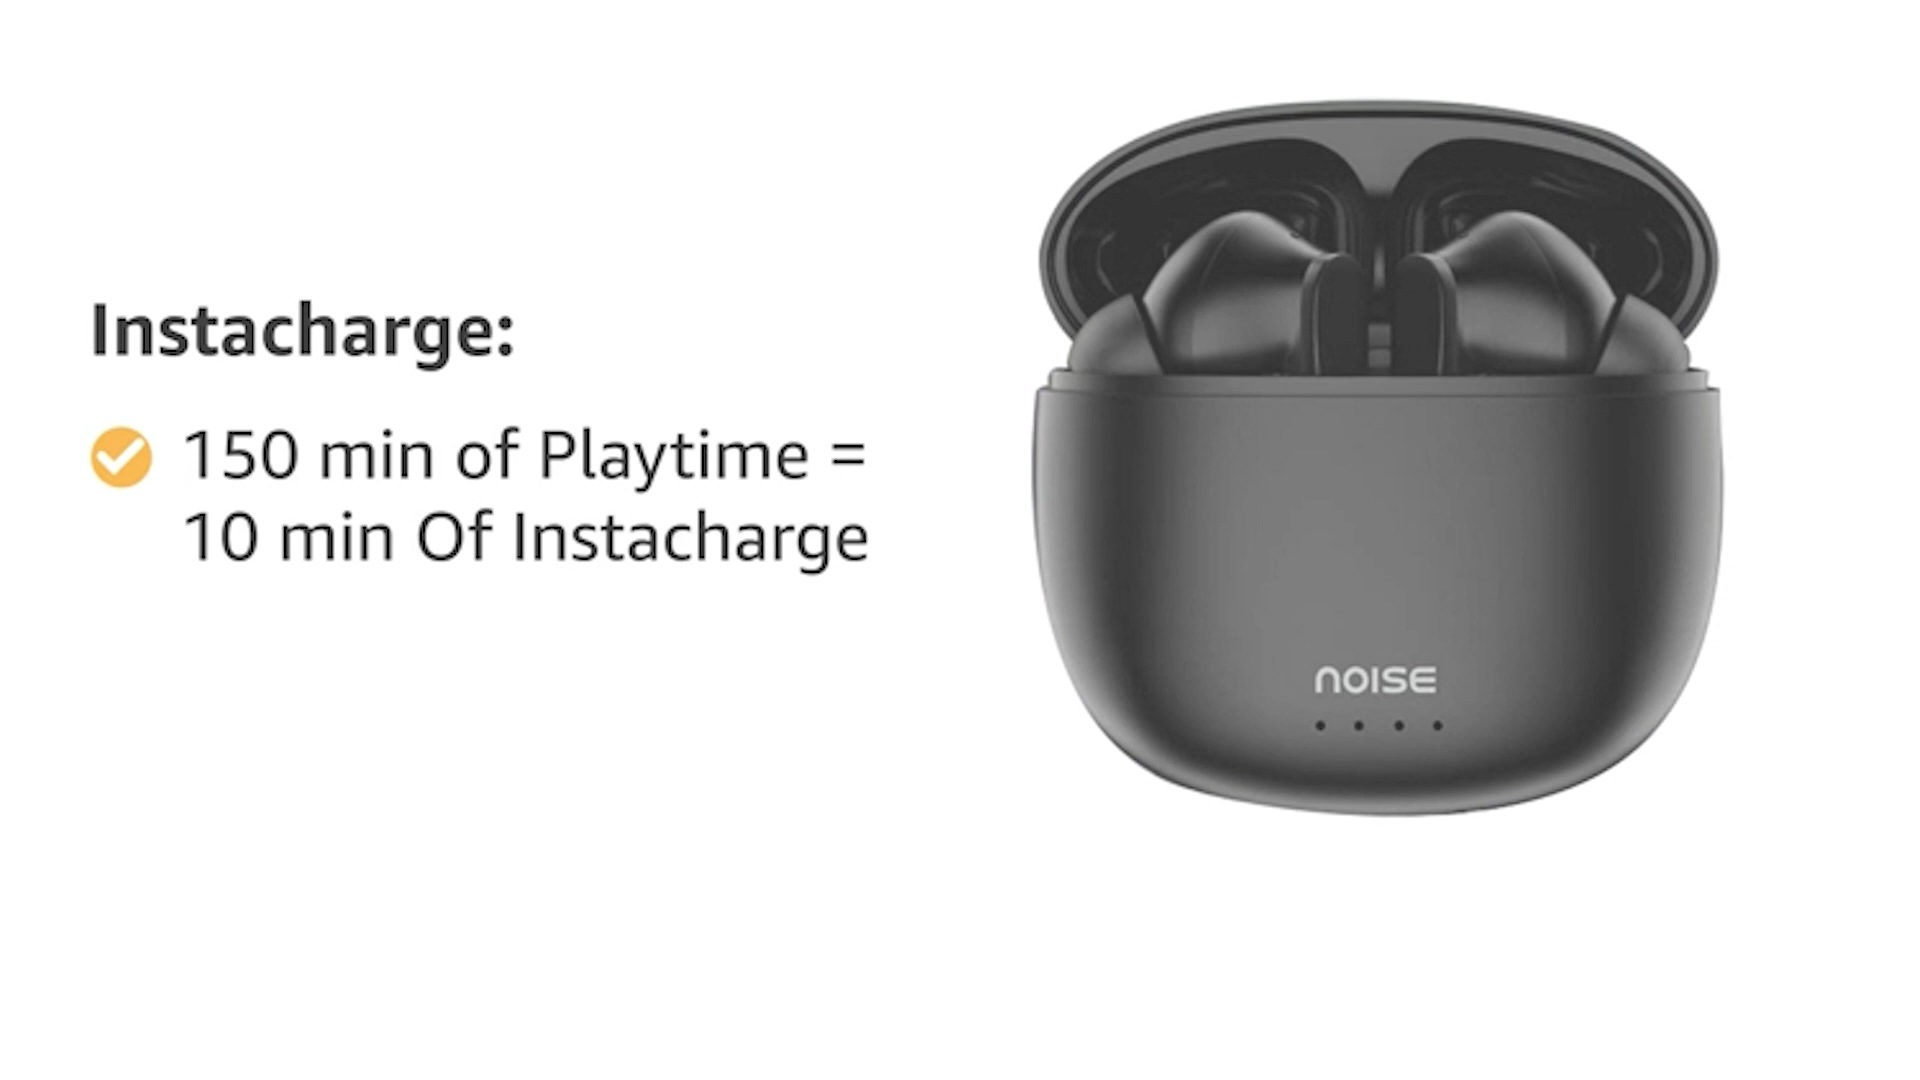 Instacharge:
150 min of Playtime =
10 min Of Instacharge
NOISE